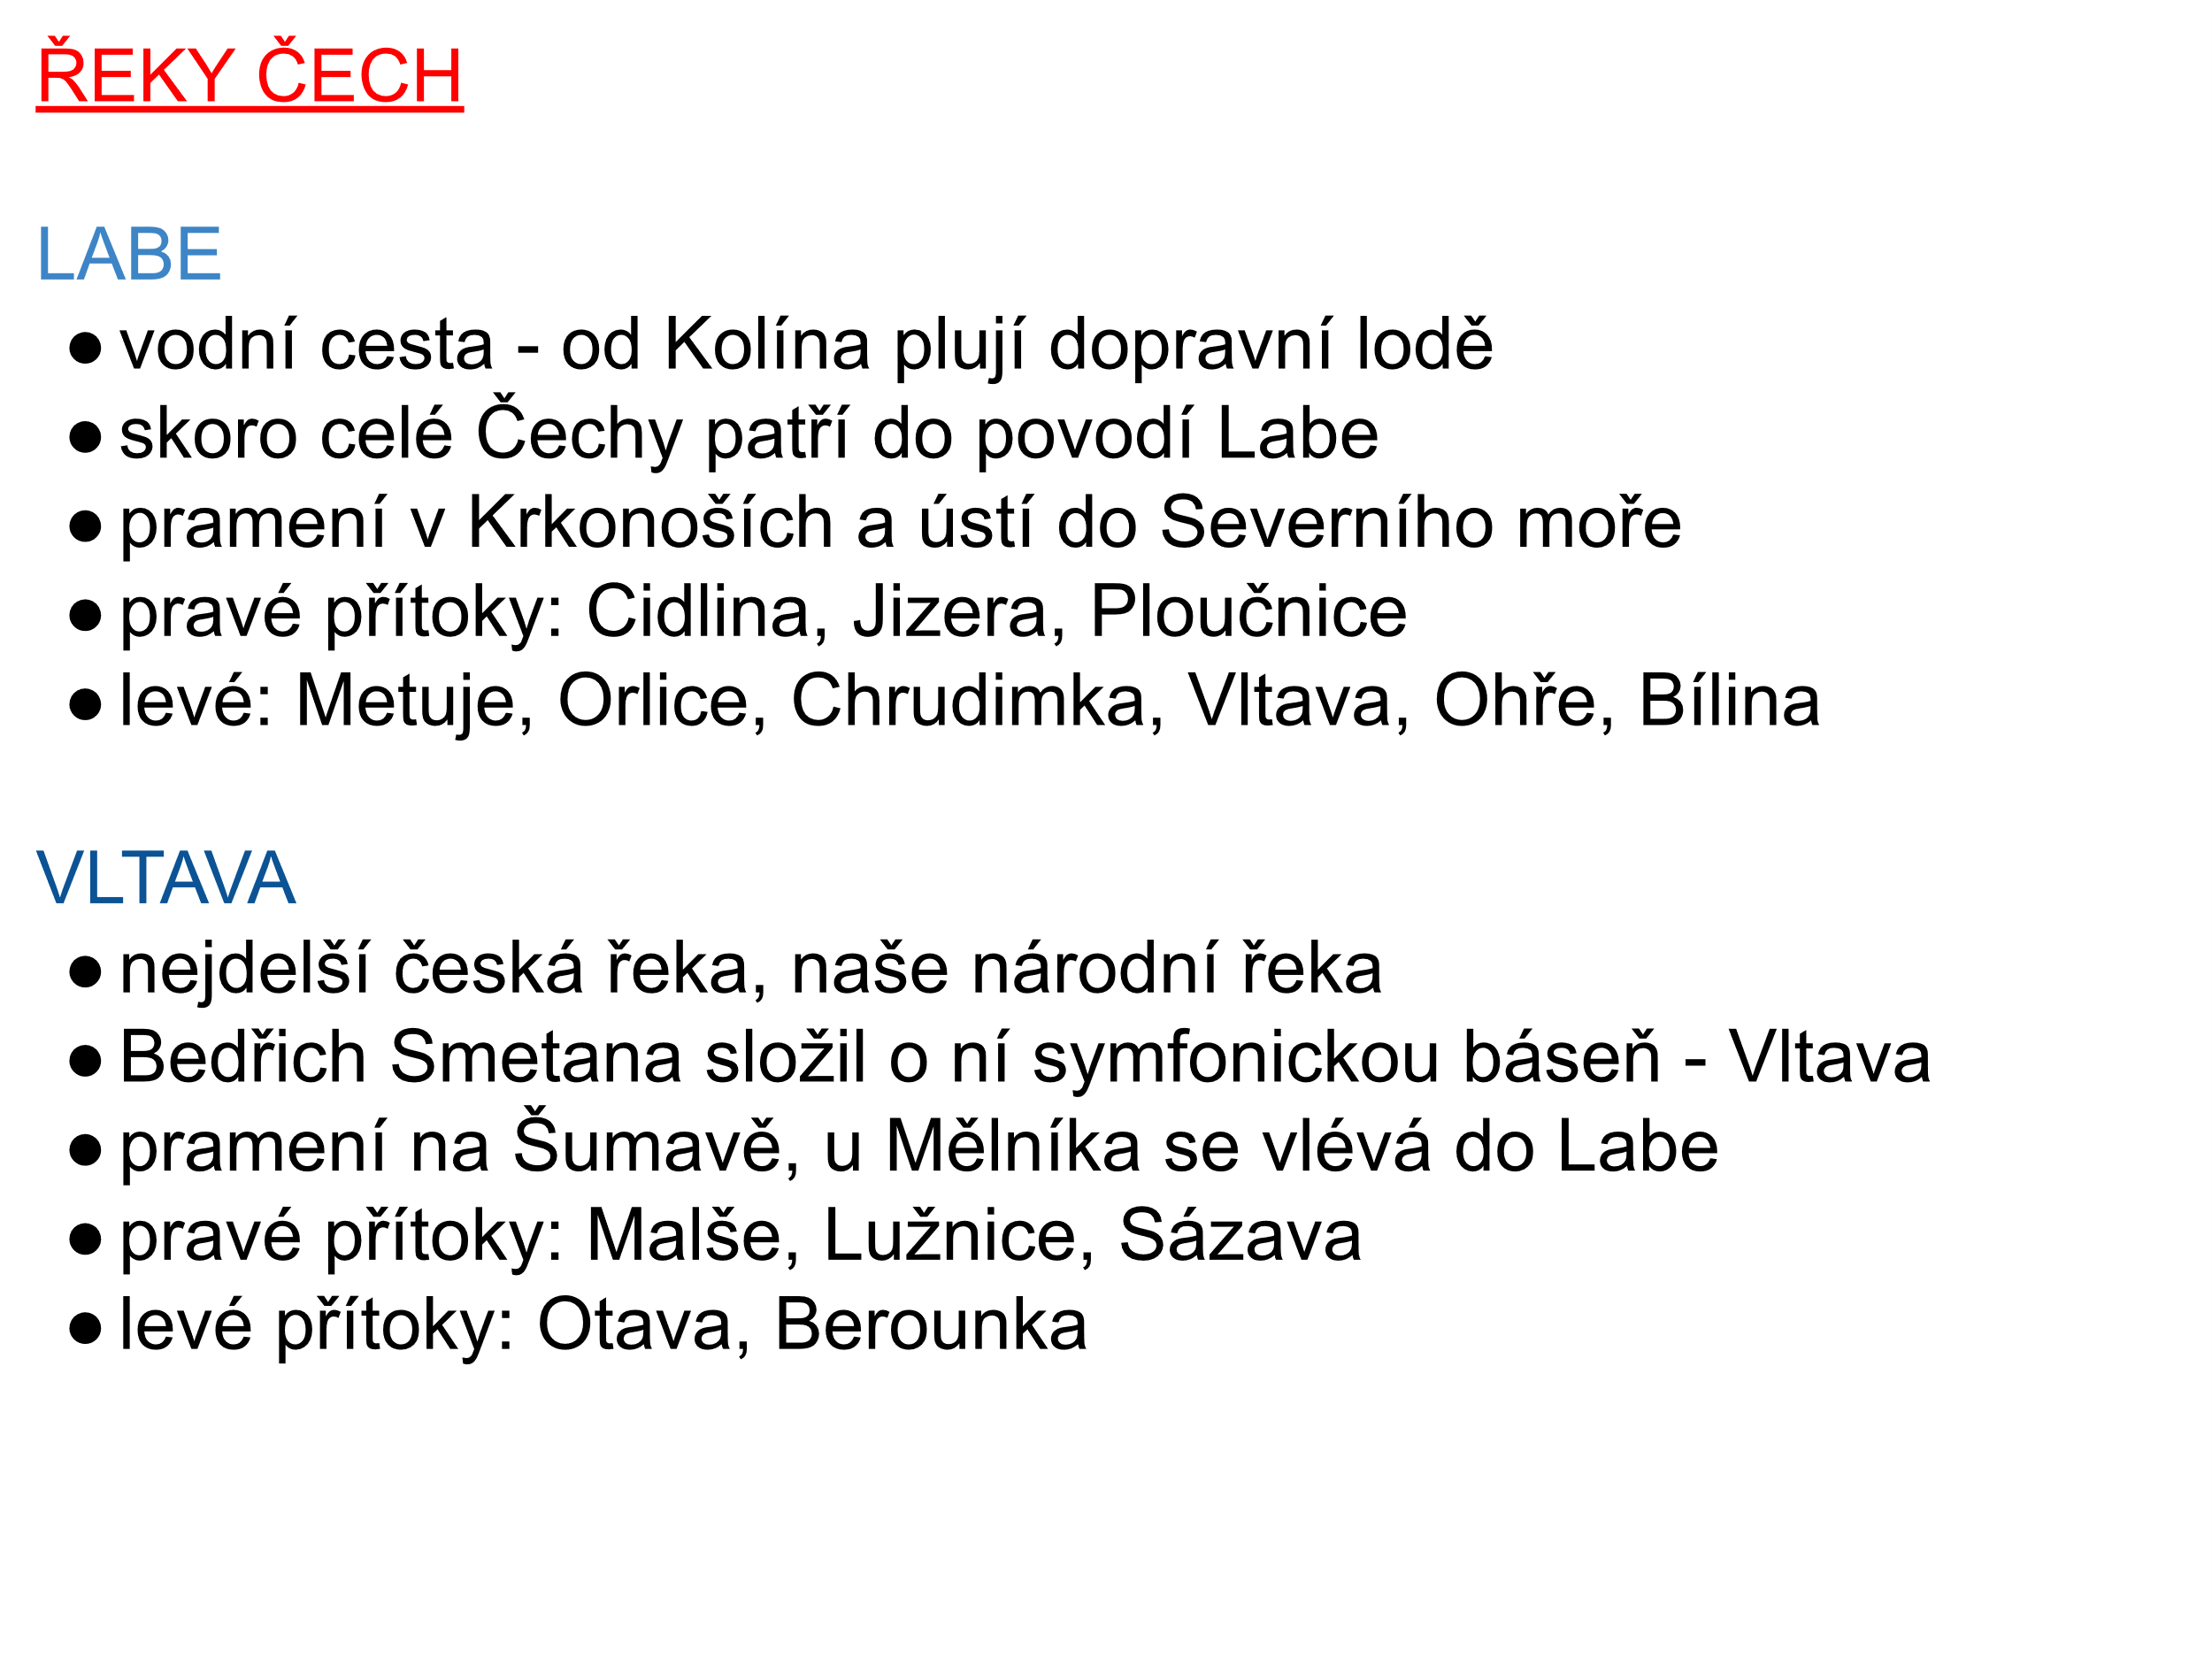 ŘEKY ČECH
LABE
● vodní cesta - od Kolína plují dopravní lodě
● skoro celé Čechy patří do povodí Labe
● pramení v Krkonoších a ústí do Severního moře
● pravé přítoky: Cidlina, Jizera, Ploučnice
● levé: Metuje, Orlice, Chrudimka, Vltava, Ohře, Bílina
VLTAVA
● nejdelší česká řeka, naše národní řeka
● Bedřich Smetana složil o ní symfonickou baseň - Vltava
● pramení na Šumavě, u Mělníka se vlévá do Labe
● pravé přítoky: Malše, Lužnice, Sázava
● levé přítoky: Otava, Berounka